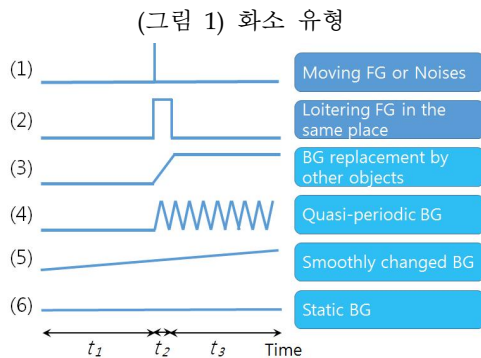 (그림 1) 화소 유형
(1) Moving FG or Noises
(2) Loitering FG in the
same place
(3) BG replacement by
other objects
(4) Quasi-periodic BG
(5) Smoothly changed BG
(6) Static BG
t1 t2 t3 Time